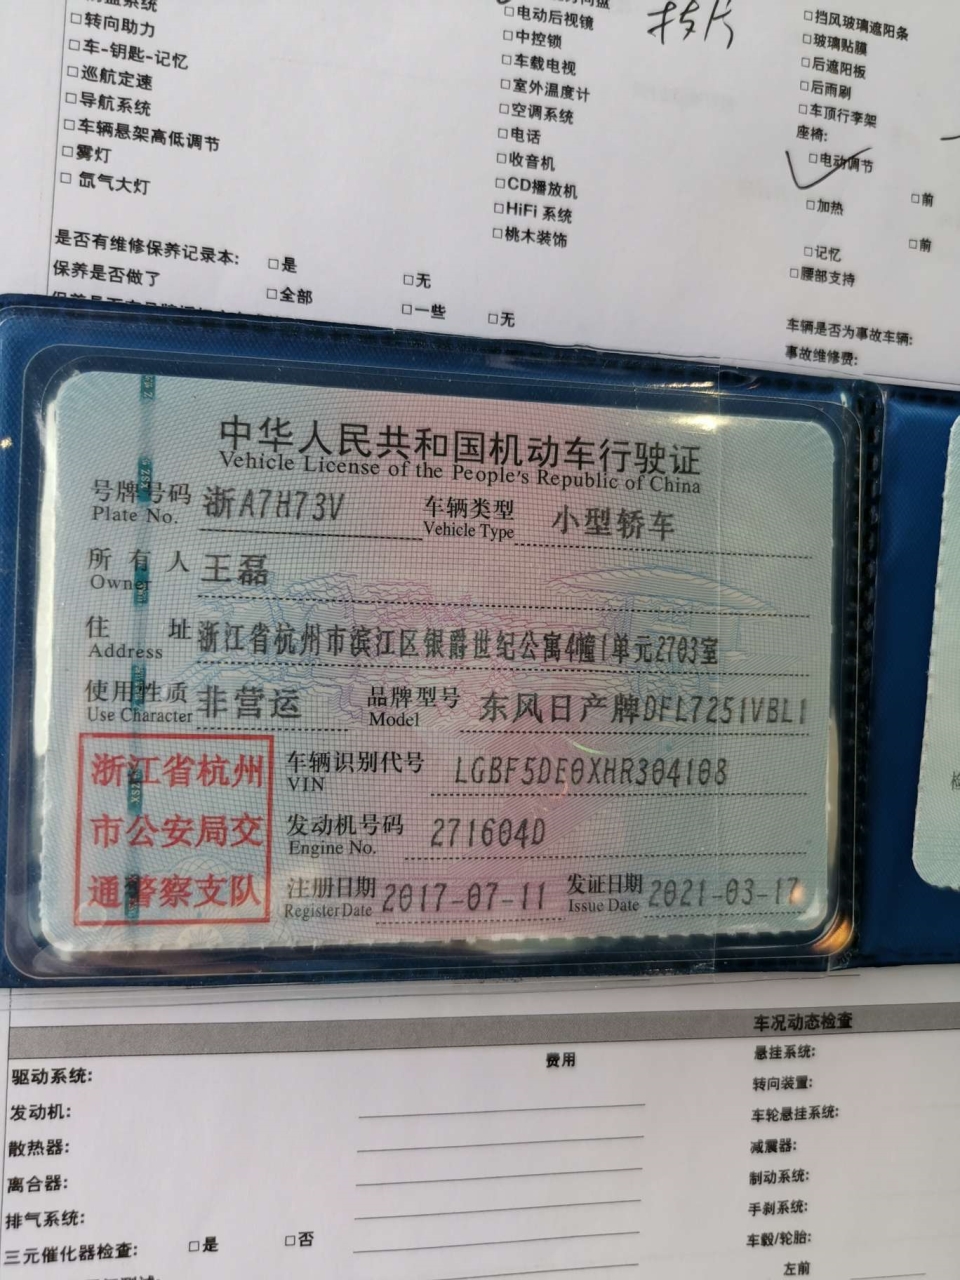 转向助力
车-钥匙-记忆
巡航定速
导航系统
车辆悬架高低调节
雾灯
氙气大灯
电动后视镜
中控锁
车载电视
室外温度计
空调系统
电话
收音机
CD播放机
HiFi 系统
桃木装饰
挡风玻璃遮阳条
玻璃贴膜
后遮阳板
后雨刷
车顶行李架
座椅:
电动调节
加热 前
记忆 前
腰部支持
是否有维修保养记录本: 是 无
保养是否做了 全部 一些 无
车辆是否为事故车辆:
事故维修费:
中华人民共和国机动车行驶证
Vehicle License of the People's Republic of China
号牌号码 浙A7H73V 车辆类型 小型轿车
Plate No. Vehicle Type
所有人 王磊
Owner
住址 浙江省杭州市滨江区银爵世纪公寓4幢1单元2703室
Address
使用性质 非营运 品牌型号 东风日产牌DFL7251VBL1
Use Character Model
浙江省杭州
市公安局交
通警察支队
车辆识别代号 LGBF5DE0XHR304108
VIN
发动机号码 271604D
Engine No.
注册日期 2017-07-11 发证日期 2021-03-17
Register Date Issue Date
车况动态检查
费用
驱动系统:
发动机:
散热器:
离合器:
排气系统:
三元催化器检查: 是 否
悬挂系统:
转向装置:
车轮悬挂系统:
减震器:
制动系统:
手刹系统:
车毂/轮胎:
左前